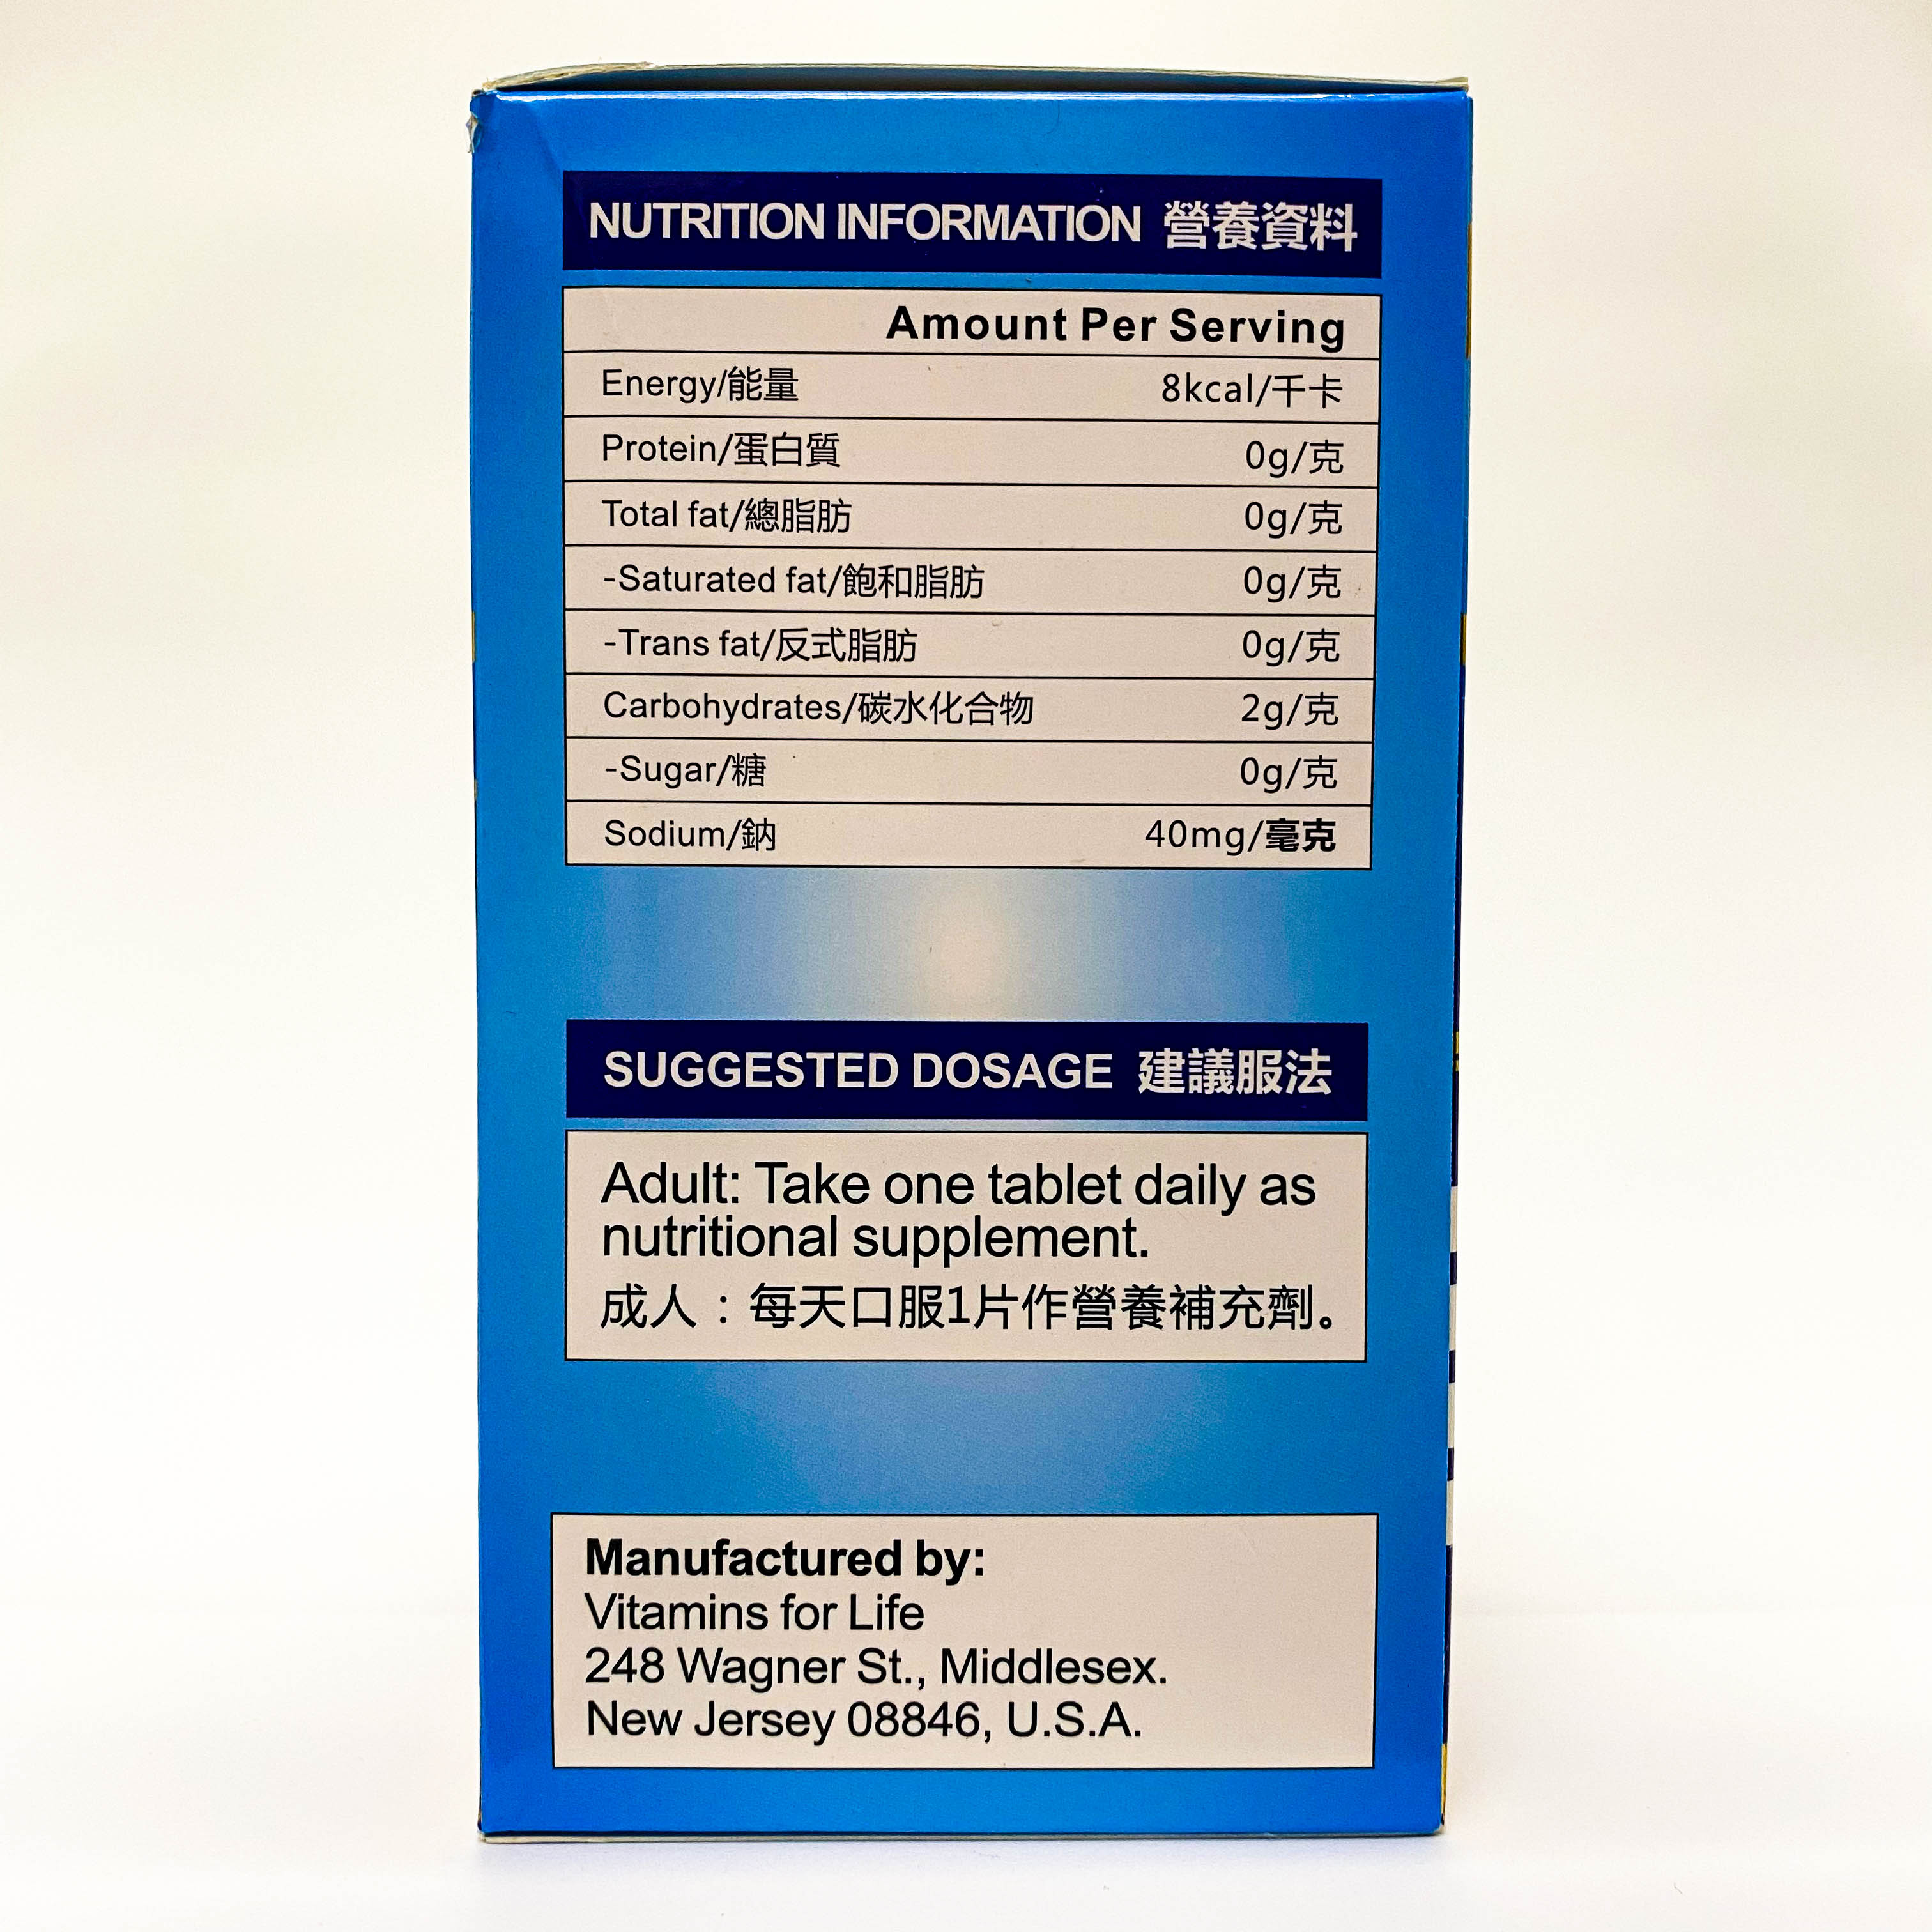 NUTRITION INFORMATION 營養資料
Amount Per Serving
Energy/能量 8kcal/千卡
Protein/蛋白質 0g/克
Total fat/總脂肪 0g/克
-Saturated fat/飽和脂肪 0g/克
-Trans fat/反式脂肪 0g/克
Carbohydrates/碳水化合物 2g/克
-Sugar/糖 0g/克
Sodium/鈉 40mg/毫克
SUGGESTED DOSAGE 建議服法
Adult: Take one tablet daily as
nutritional supplement.
成人：每天口服1片作營養補充劑。
Manufactured by:
Vitamins for Life
248 Wagner St., Middlesex.
New Jersey 08846, U.S.A.